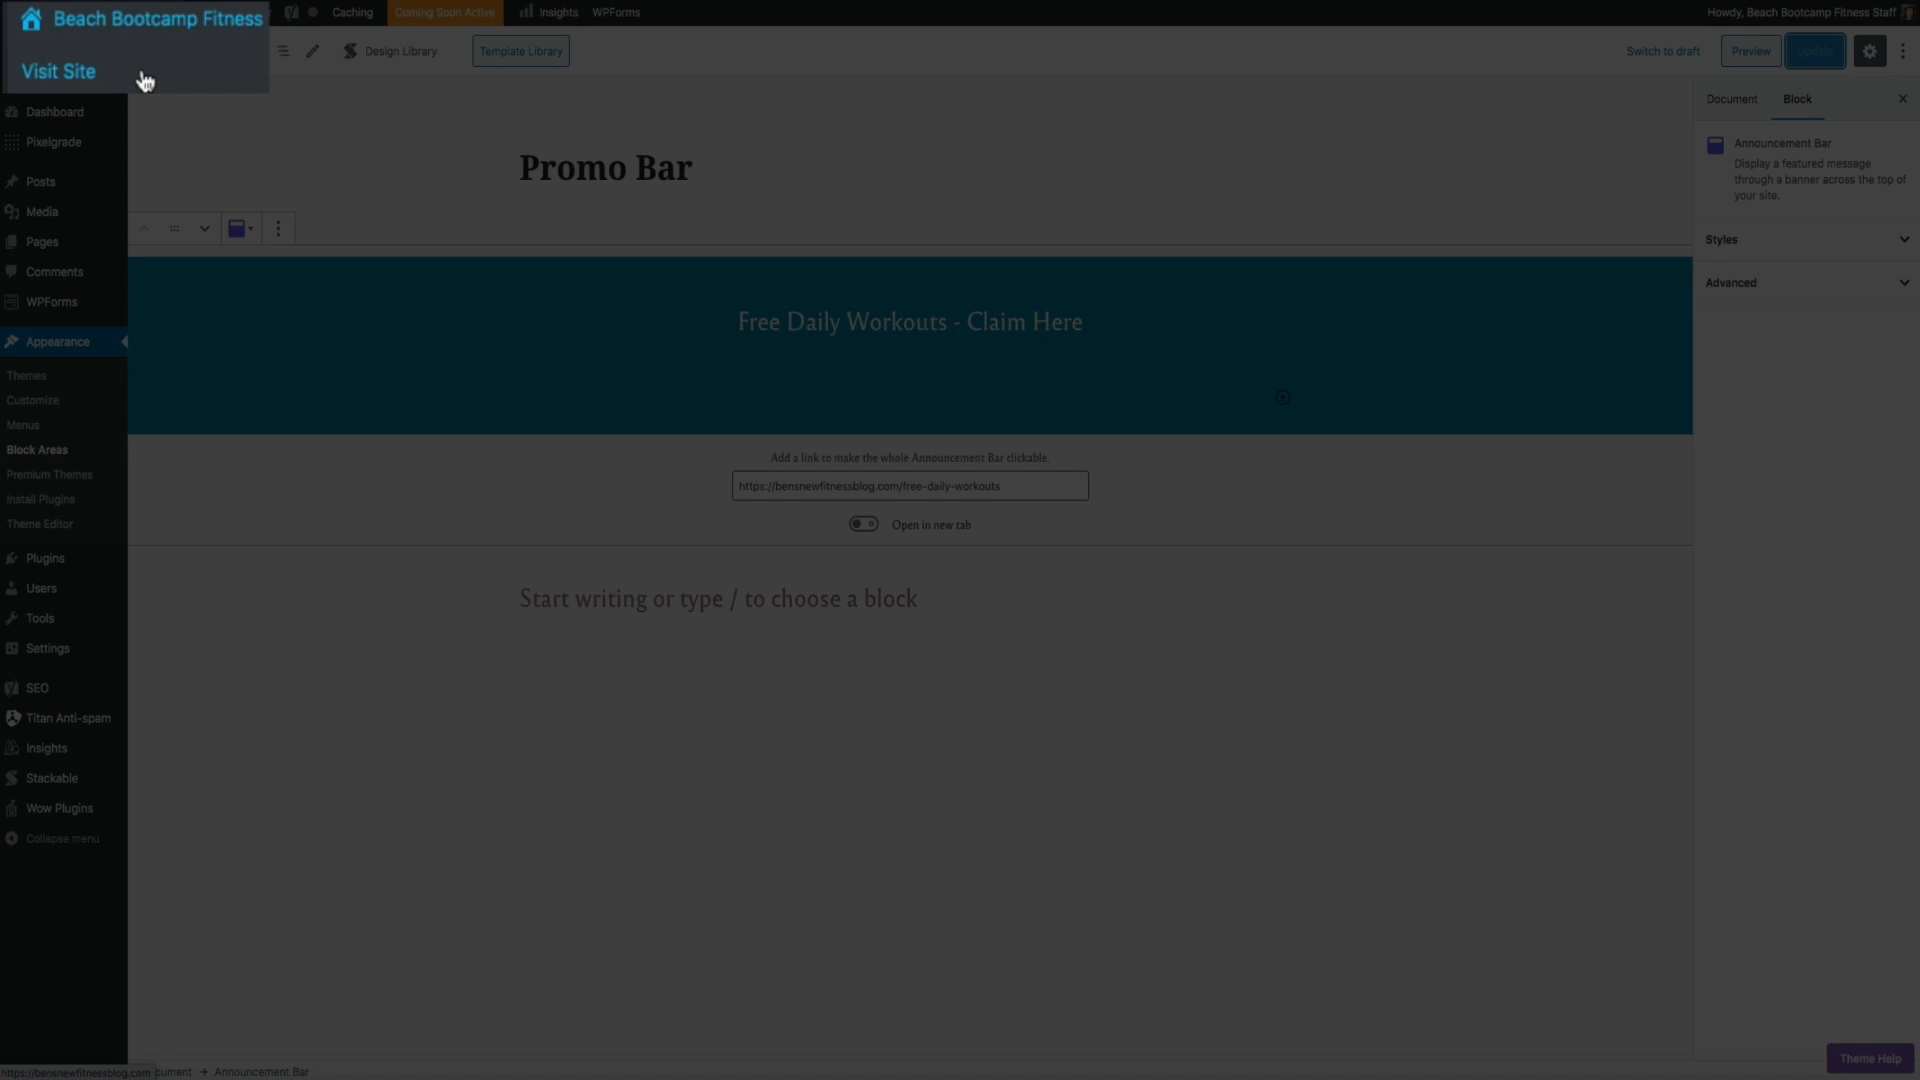 Beach Bootcamp Fitness
Caching
Coming Soon Active
Insights
WPForms
Howdy, Beach Bootcamp Fitness Staff
Visit Site
Design Library
Template Library
Switch to draft
Preview
Update
Dashboard
Pixelgrade
Posts
Media
Pages
Comments
WPForms
Appearance
Themes
Customize
Menus
Block Areas
Premium Themes
Install Plugins
Theme Editor
Plugins
Users
Tools
Settings
SEO
Titan Anti-spam
Insights
Stackable
Wow Plugins
Collapse menu
Promo Bar
Free Daily Workouts - Claim Here
Add a link to make the whole Announcement Bar clickable.
https://bensnewfitnessblog.com/free-daily-workouts
Open in new tab
Start writing or type / to choose a block
Document
Block
Announcement Bar
Display a featured message
through a banner across the top of
your site.
Styles
Advanced
Theme Help
https://bensnewfitnessblog.com
cument → Announcement Bar